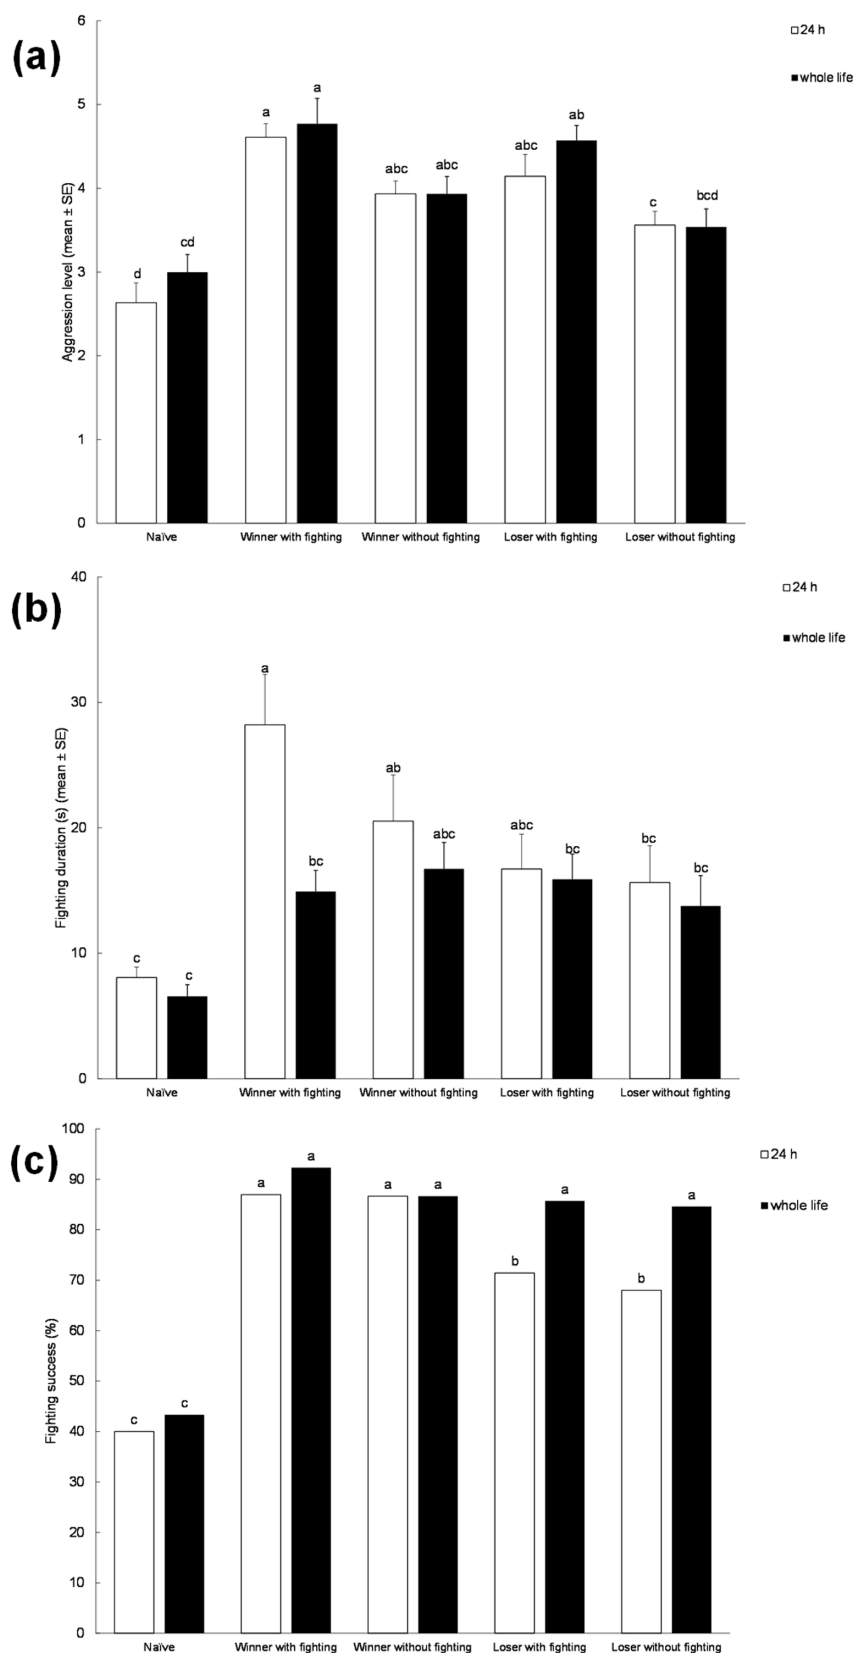 (a)
Aggression level (mean ± SE)
6
5
4
3
2
1
0
24 h
whole life
d
cd
a
a
abc
abc
abc
ab
c
bcd
Naïve
Winner with fighting
Winner without fighting
Loser with fighting
Loser without fighting
(b)
Fighting duration (s) (mean ± SE)
40
30
20
10
0
24 h
whole life
c
c
a
bc
ab
abc
abc
bc
bc
bc
Naïve
Winner with fighting
Winner without fighting
Loser with fighting
Loser without fighting
(c)
Fighting success (%)
100
90
80
70
60
50
40
30
20
10
0
24 h
whole life
c
c
a
a
a
a
b
a
b
a
Naïve
Winner with fighting
Winner without fighting
Loser with fighting
Loser without fighting